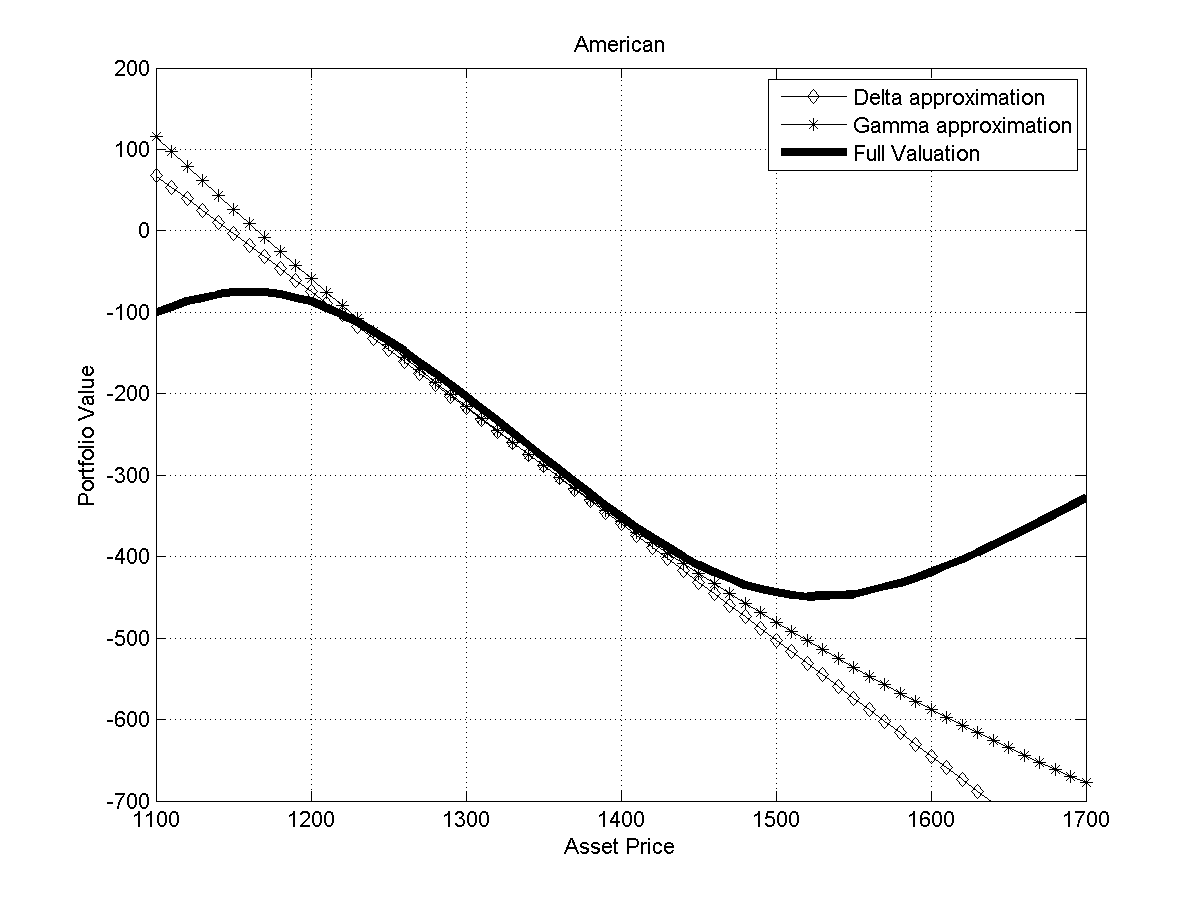 American
200
100
0
-100
-200
-300
-400
-500
-600
-700
Portfolio Value
Delta approximation
Gamma approximation
Full Valuation
1100 1200 1300 1400 1500 1600 1700
Asset Price